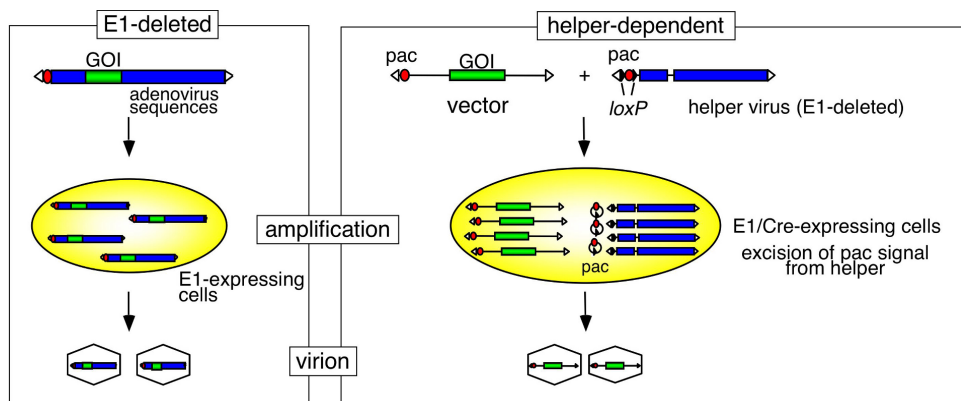 E1-deleted
GOI
adenovirus
sequences
E1-expressing
cells
amplification
virion
helper-dependent
pac
GOI
vector
+
pac
loxP
helper virus (E1-deleted)
pac
E1/Cre-expressing cells
excision of pac signal
from helper